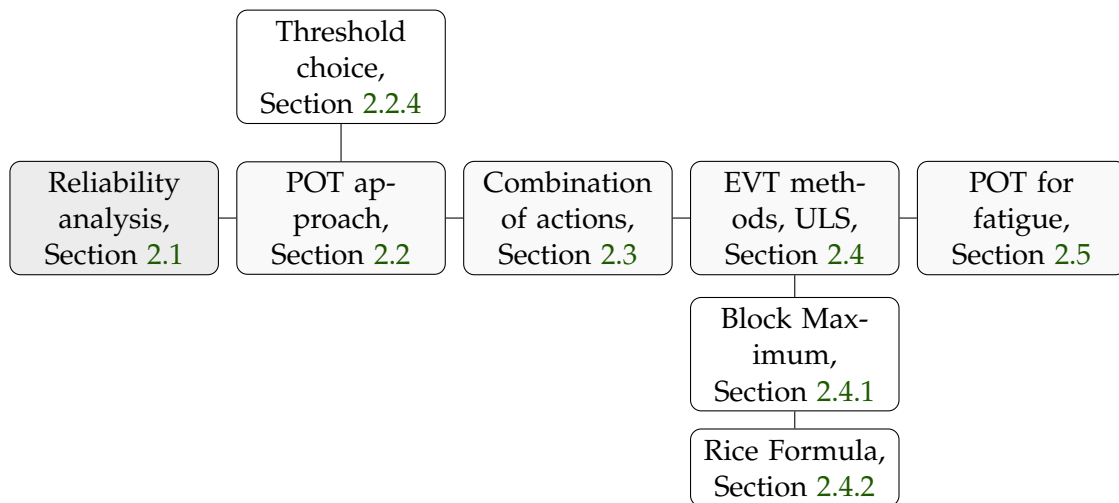 Threshold
choice,
Section 2.2.4
Reliability
analysis,
Section 2.1
POT ap-
proach,
Section 2.2
Combination
of actions,
Section 2.3
EVT meth-
ods, ULS,
Section 2.4
POT for
fatigue,
Section 2.5
Block Max-
imum,
Section 2.4.1
Rice Formula,
Section 2.4.2